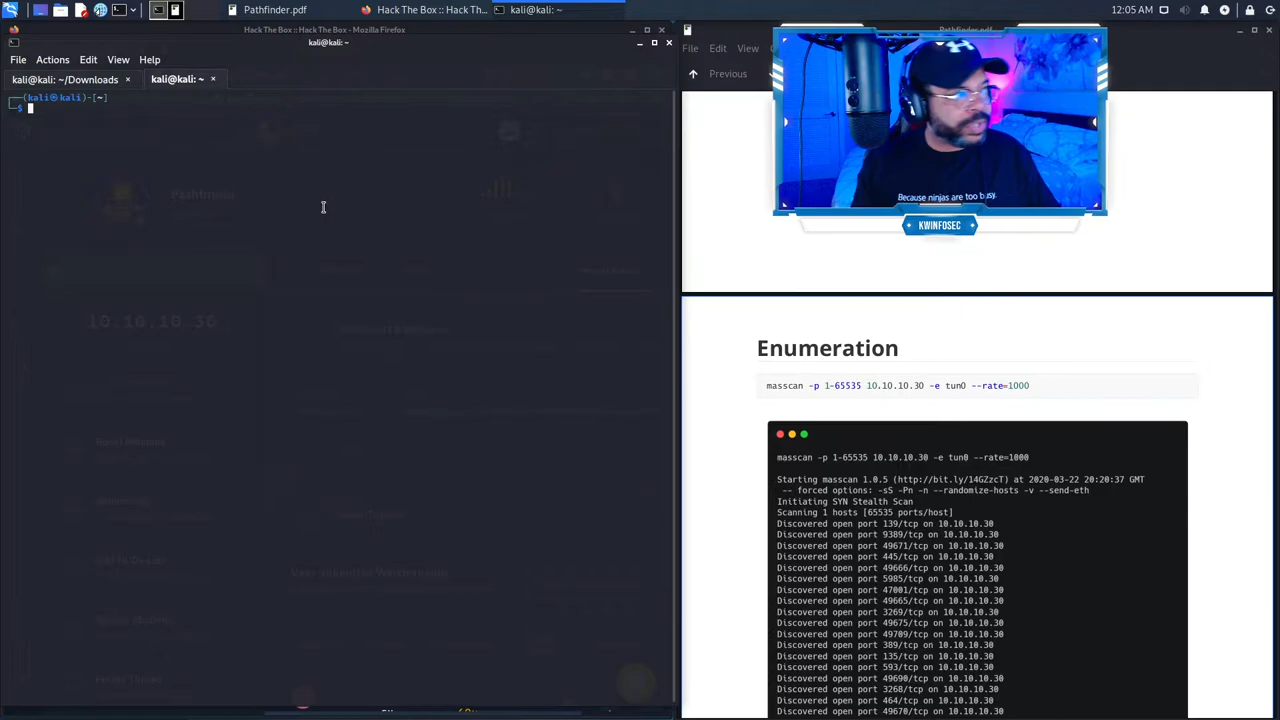 Pathfinder.pdf
Hack The Box :: Hack Th...
kali@kali: ~
12:05 AM
Hack The Box :: Hack The Box - Mozilla Firefox
kali@kali: ~
File Actions Edit View Help
kali@kali: ~/Downloads
kali@kali: ~
┌──(kali㉿kali)-[~]
└─$
Pathfinder
10.10.10.30
Pathfinder.pdf
File Edit View
Previous
Because ninjas are too busy.
KWINFOSEC
Enumeration
masscan -p 1-65535 10.10.10.30 -e tun0 --rate=1000
masscan -p 1-65535 10.10.10.30 -e tun0 --rate=1000
Starting masscan 1.0.5 (http://bit.ly/14GZzcT) at 2020-03-22 20:20:37 GMT
-- forced options: -sS -Pn -n --randomize-hosts -v --send-eth
Initiating SYN Stealth Scan
Scanning 1 hosts [65535 ports/host]
Discovered open port 139/tcp on 10.10.10.30
Discovered open port 9389/tcp on 10.10.10.30
Discovered open port 49671/tcp on 10.10.10.30
Discovered open port 445/tcp on 10.10.10.30
Discovered open port 49666/tcp on 10.10.10.30
Discovered open port 5985/tcp on 10.10.10.30
Discovered open port 47001/tcp on 10.10.10.30
Discovered open port 49665/tcp on 10.10.10.30
Discovered open port 3269/tcp on 10.10.10.30
Discovered open port 49675/tcp on 10.10.10.30
Discovered open port 49709/tcp on 10.10.10.30
Discovered open port 389/tcp on 10.10.10.30
Discovered open port 135/tcp on 10.10.10.30
Discovered open port 593/tcp on 10.10.10.30
Discovered open port 49690/tcp on 10.10.10.30
Discovered open port 3268/tcp on 10.10.10.30
Discovered open port 464/tcp on 10.10.10.30
Discovered open port 49670/tcp on 10.10.10.30